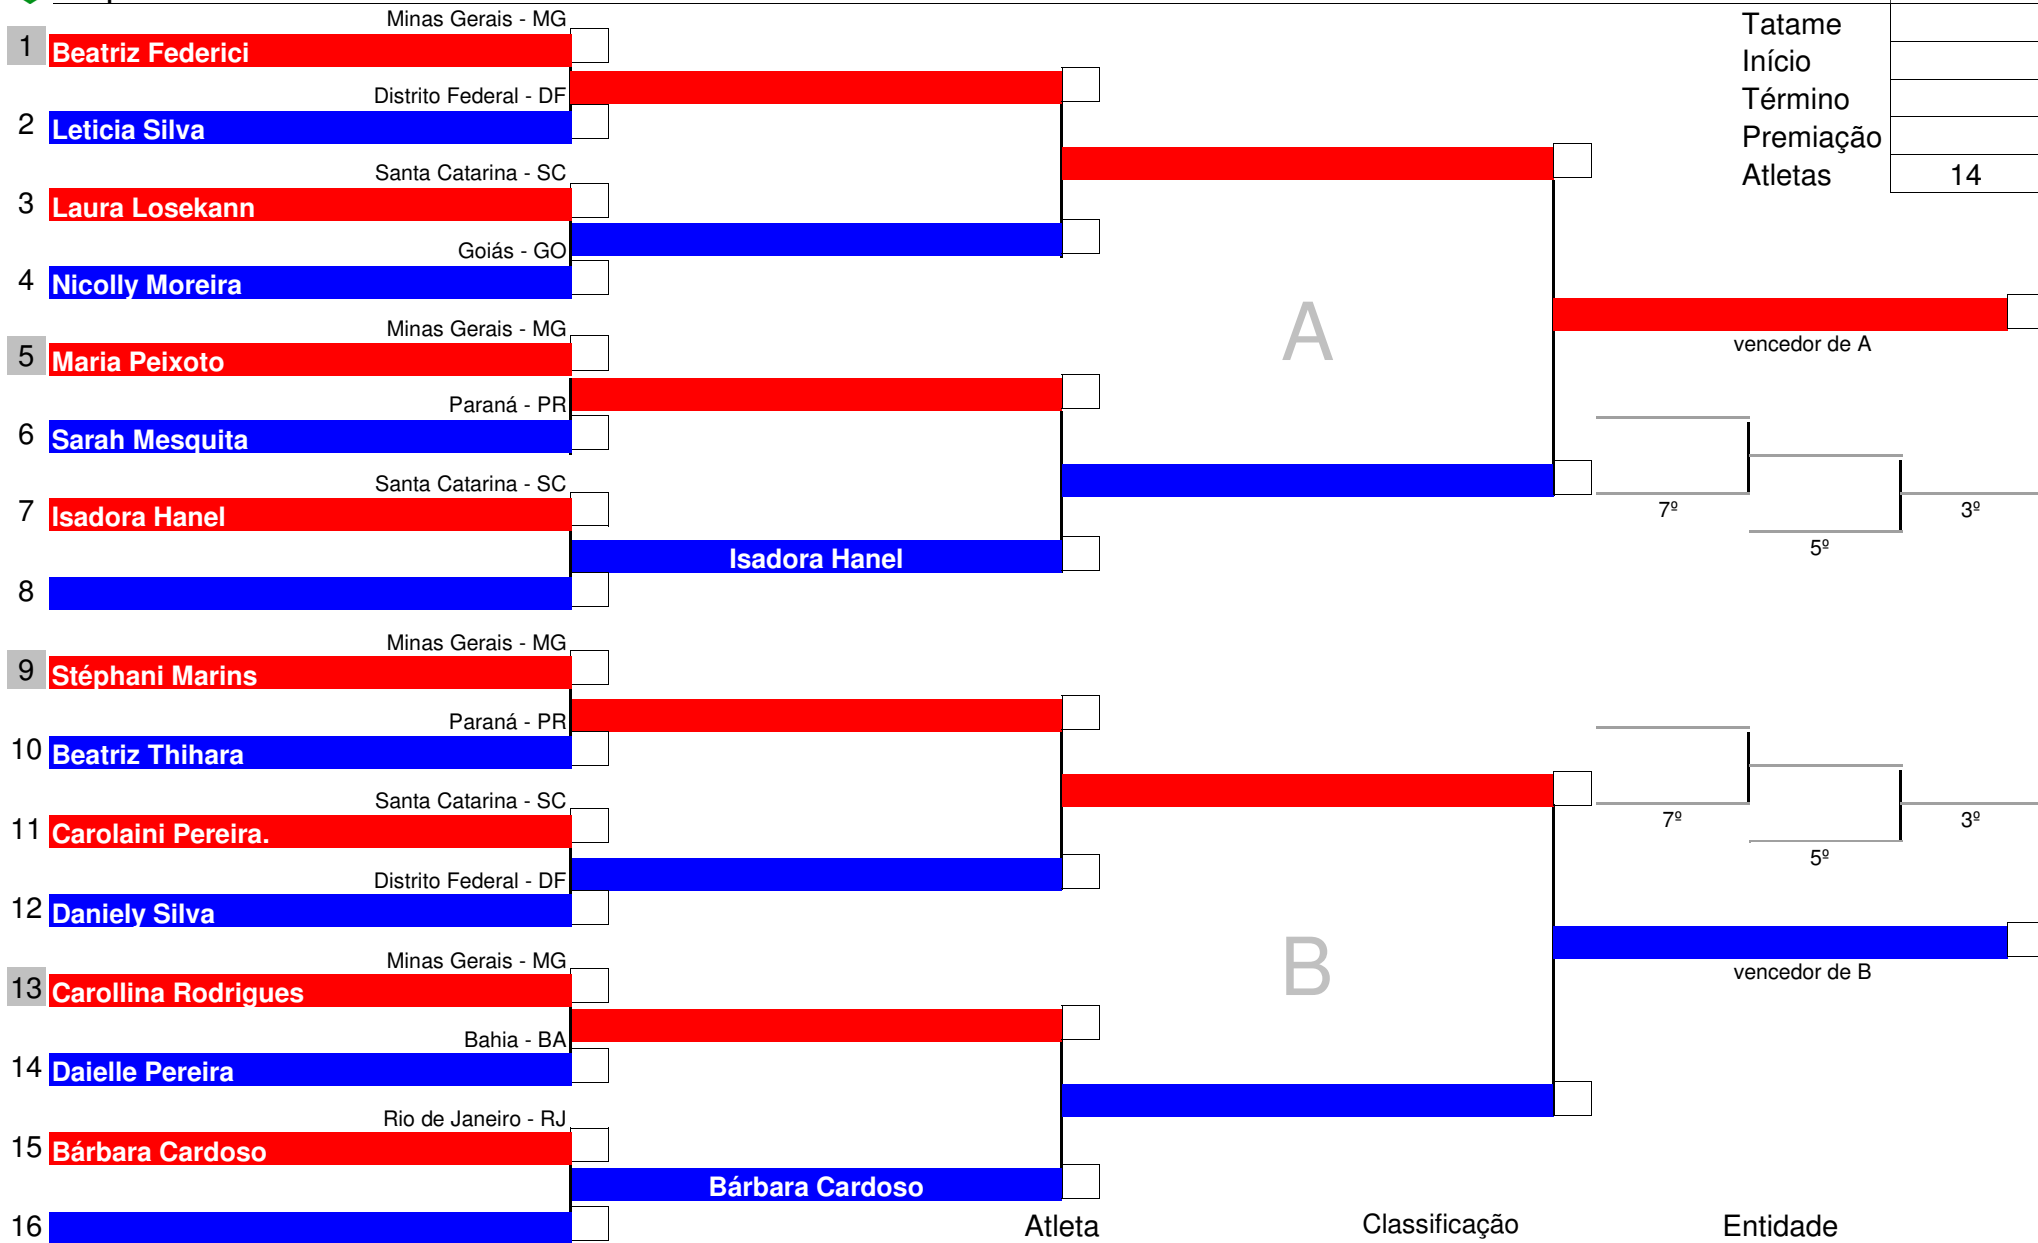 Minas Gerais - MG
1 Beatriz Federici
Distrito Federal - DF
2 Leticia Silva
Santa Catarina - SC
3 Laura Losekann
Goiás - GO
4 Nicolly Moreira
Minas Gerais - MG
5 Maria Peixoto
Paraná - PR
6 Sarah Mesquita
Santa Catarina - SC
7 Isadora Hanel
Isadora Hanel
8
Minas Gerais - MG
9 Stéphani Marins
Paraná - PR
10 Beatriz Thihara
Santa Catarina - SC
11 Carolaini Pereira.
Distrito Federal - DF
12 Daniely Silva
Minas Gerais - MG
13 Carollina Rodrigues
Bahia - BA
14 Daielle Pereira
Rio de Janeiro - RJ
15 Bárbara Cardoso
Bárbara Cardoso
16
A
B
Tatame
Início
Término
Premiação
Atletas 14
vencedor de A
7º
3º
5º
7º
3º
5º
vencedor de B
Atleta Classificação Entidade